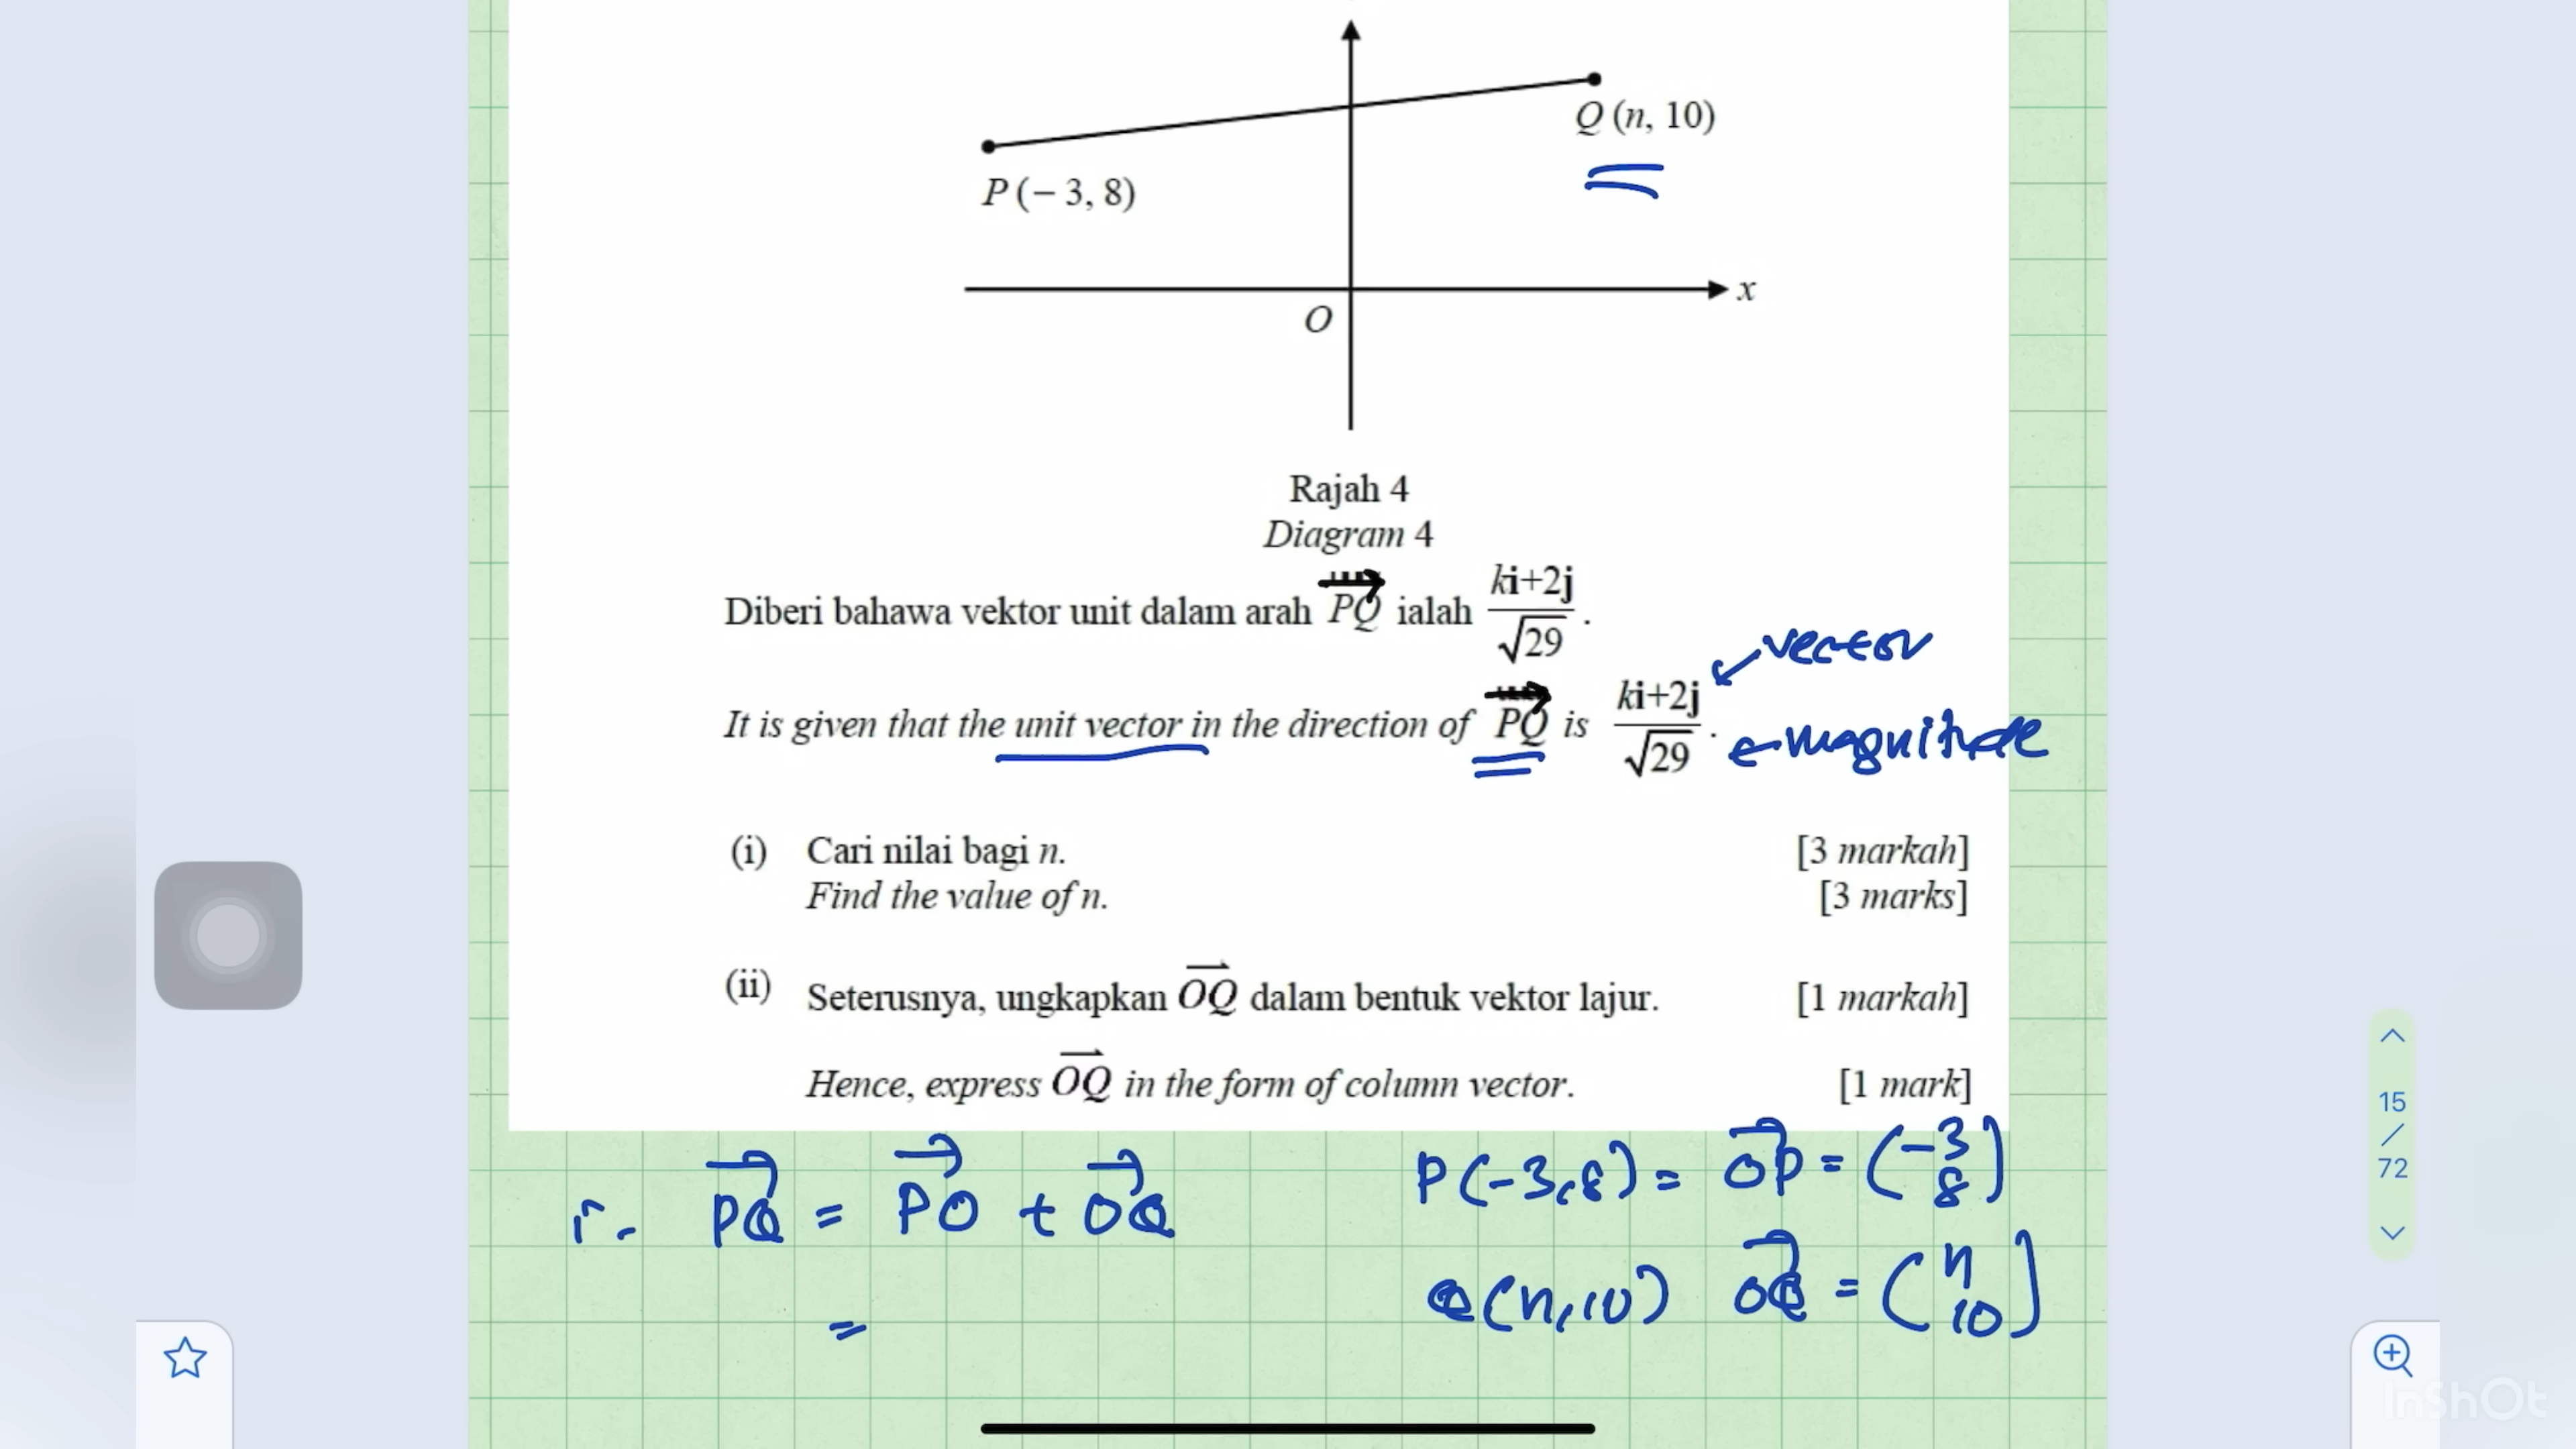 Q (n, 10)
P (– 3, 8)
x
O
Rajah 4
Diagram 4
Diberi bahawa vektor unit dalam arah PQ ialah ki+2j/√29 .
vector
It is given that the unit vector in the direction of PQ is ki+2j/√29 .
magnitude
(i) Cari nilai bagi n. [3 markah]
Find the value of n. [3 marks]
(ii) Seterusnya, ungkapkan OQ dalam bentuk vektor lajur. [1 markah]
Hence, express OQ in the form of column vector. [1 mark]
15
/
72
i. PQ = PO + OQ
P(-3,8) = OP = (-3 8)
Q(n,10) OQ = (n 10)
=
InShOt